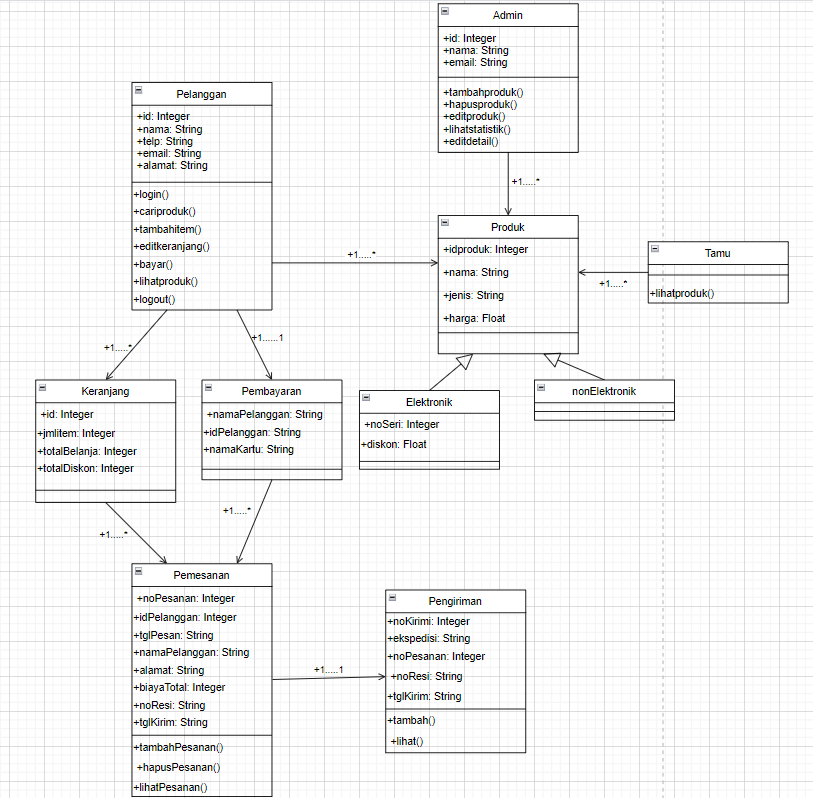 Admin
+id: Integer
+nama: String
+email: String
+tambahproduk()
+hapusproduk()
+editproduk()
+lihatstatistik()
+editdetail()
+1.....*
Pelanggan
+id: Integer
+nama: String
+telp: String
+email: String
+alamat: String
+login()
+cariproduk()
+tambahitem()
+editkeranjang()
+bayar()
+lihatproduk()
+logout()
+1.....*
Produk
+idproduk: Integer
+nama: String
+jenis: String
+harga: Float
Tamu
+lihatproduk()
+1.....*
+1.....*
+1......1
Keranjang
+id: Integer
+jmlitem: Integer
+totalBelanja: Integer
+totalDiskon: Integer
Pembayaran
+namaPelanggan: String
+idPelanggan: String
+namaKartu: String
Elektronik
+noSeri: Integer
+diskon: Float
nonElektronik
+1.....*
+1.....*
Pemesanan
+noPesanan: Integer
+idPelanggan: Integer
+tglPesan: String
+namaPelanggan: String
+alamat: String
+biayaTotal: Integer
+noResi: String
+tglKirim: String
+tambahPesanan()
+hapusPesanan()
+lihatPesanan()
+1.....1
Pengiriman
+noKirimi: Integer
+ekspedisi: String
+noPesanan: Integer
+noResi: String
+tglKirim: String
+tambah()
+lihat()